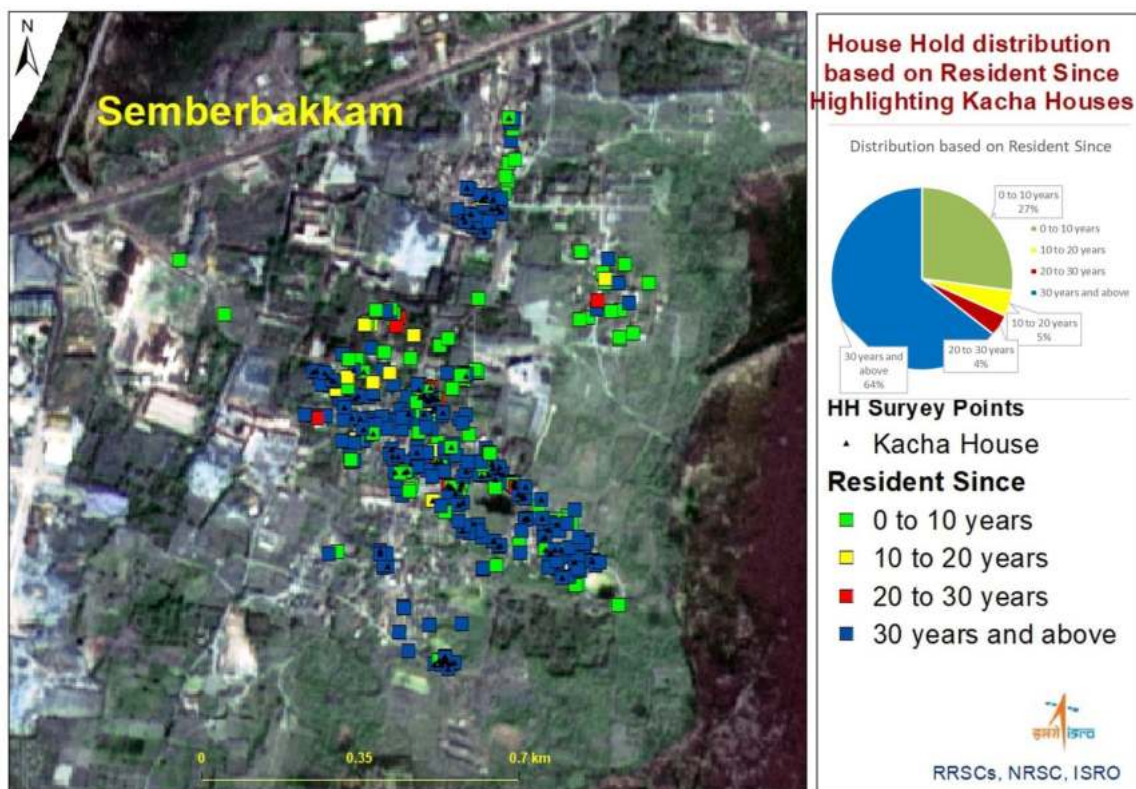 N
Semberbakkam
0 0.35 0.7 km
House Hold distribution
based on Resident Since
Highlighting Kacha Houses
Distribution based on Resident Since
0 to 10 years
27%
0 to 10 years
10 to 20 years
20 to 30 years
30 years and above
10 to 20 years
5%
20 to 30 years
4%
30 years and
above
64%
HH Suryey Points
Kacha House
Resident Since
0 to 10 years
10 to 20 years
20 to 30 years
30 years and above
इसरो isro
RRSCs, NRSC, ISRO